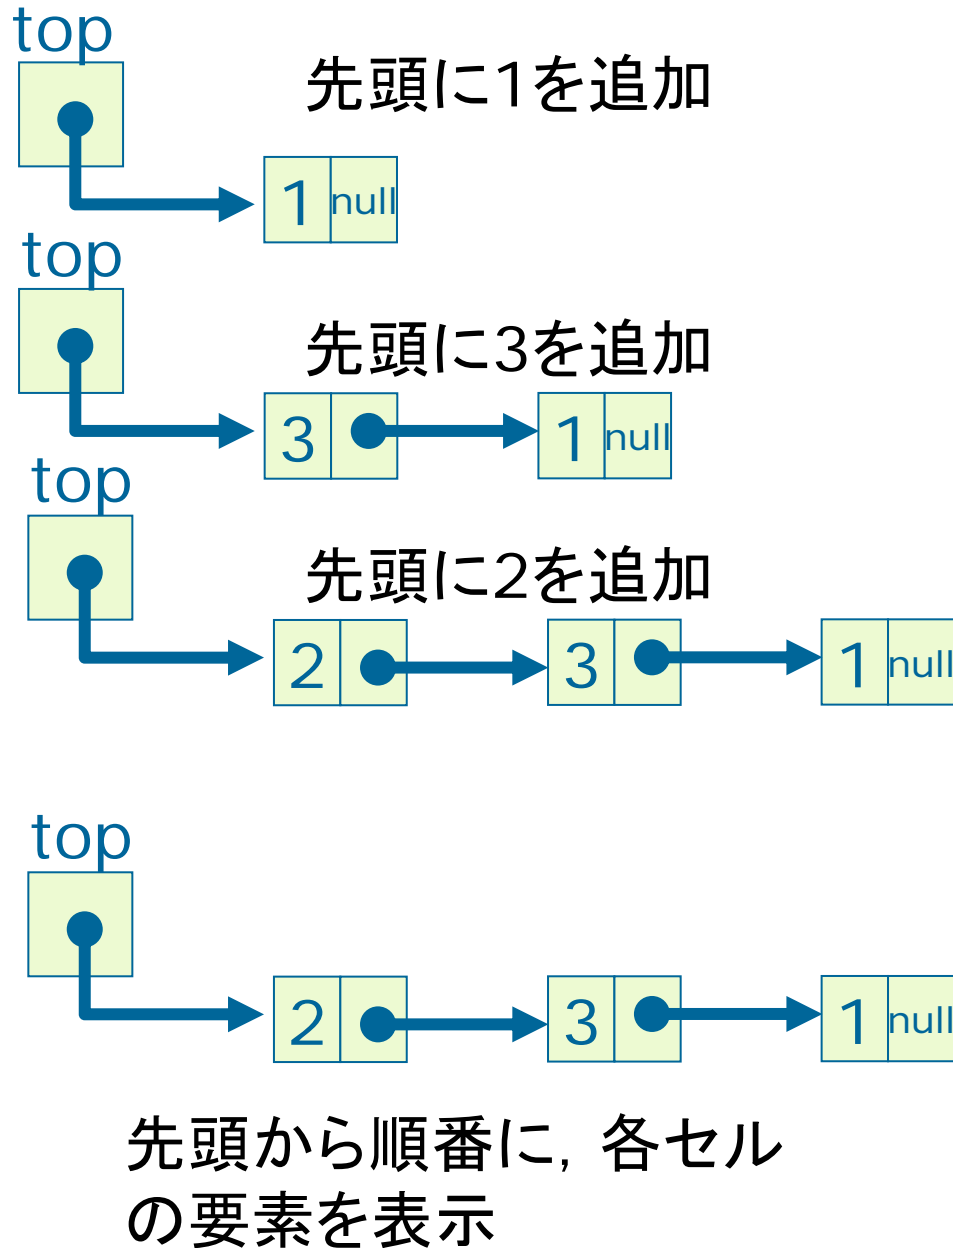 top
先頭に1を追加
1 null
top
先頭に3を追加
3 1 null
top
先頭に2を追加
2 3 1 null
top
2 3 1 null
先頭から順番に, 各セル
の要素を表示